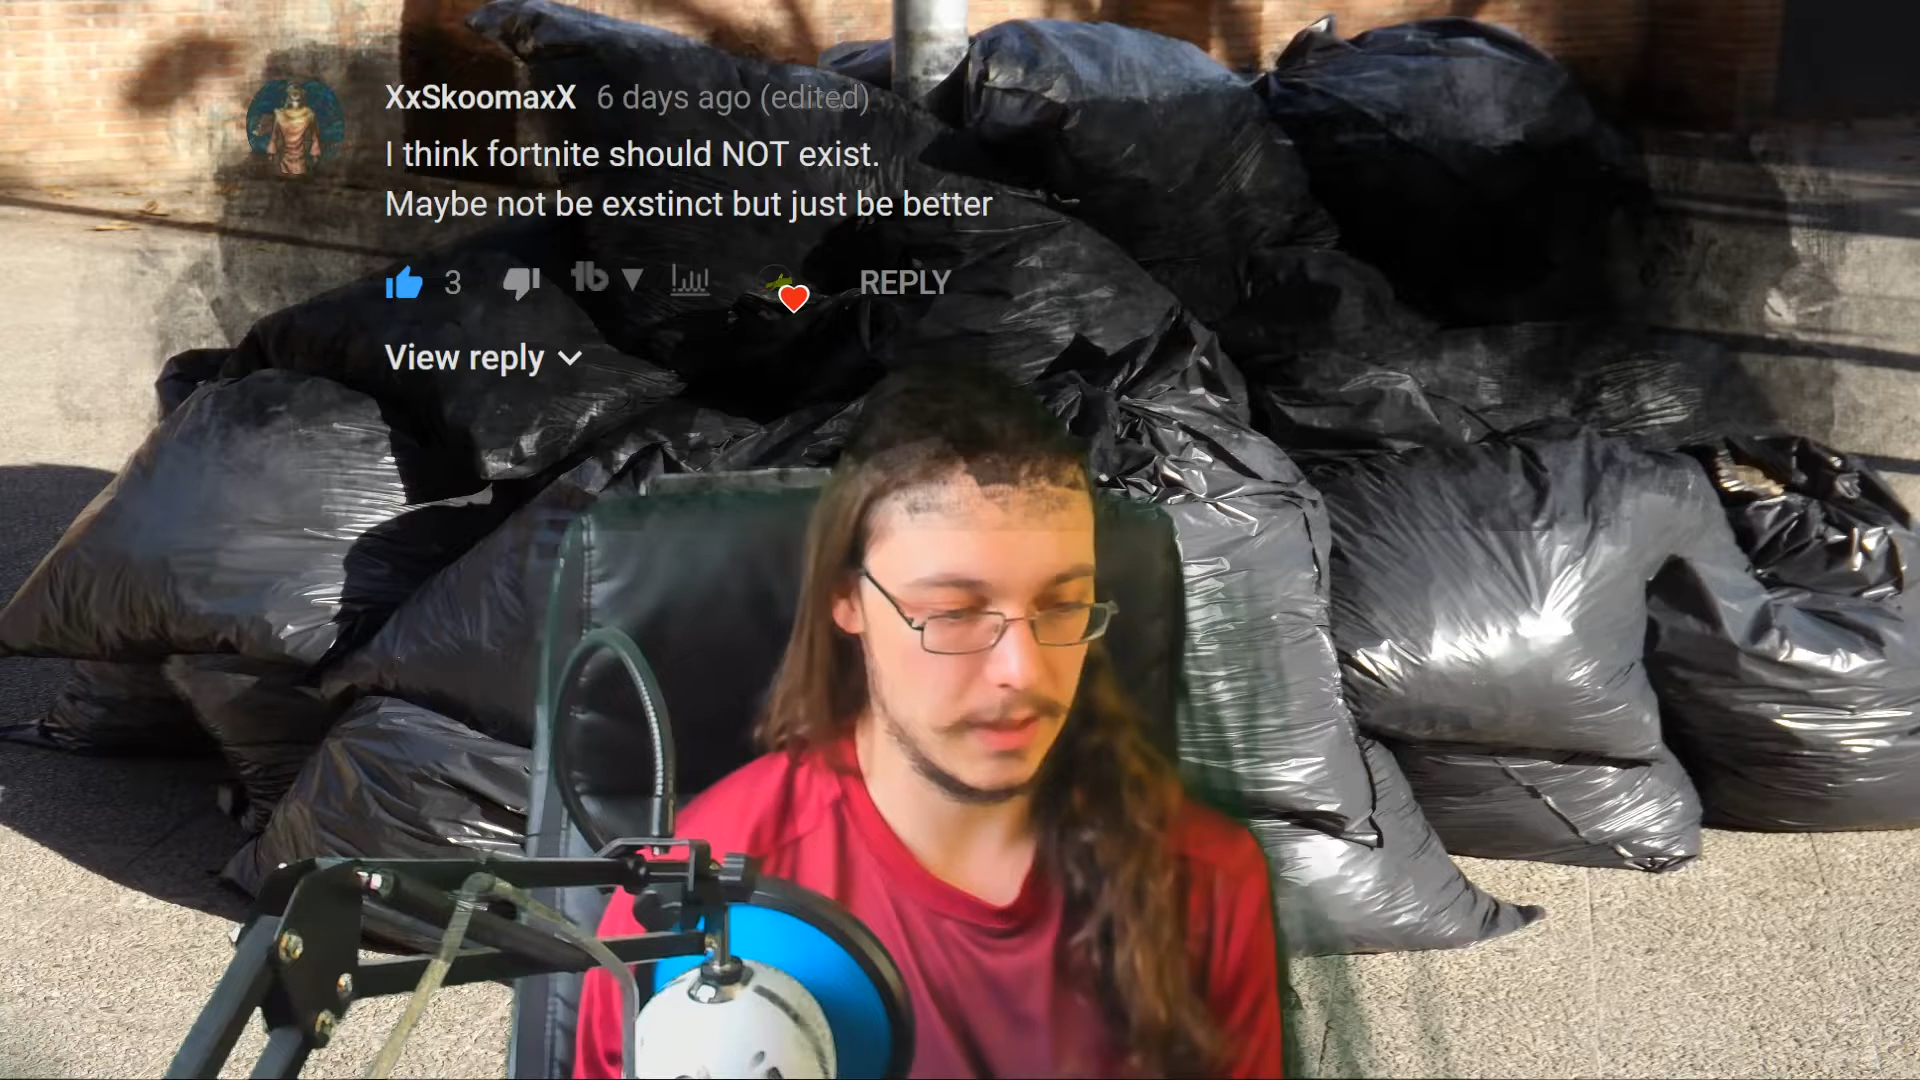 XxSkoomaxX 6 days ago (edited)
I think fortnite should NOT exist.
Maybe not be exstinct but just be better
3 tb REPLY
View reply